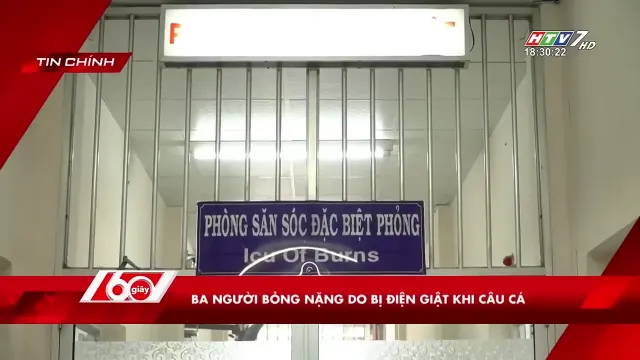 TIN CHÍNH
HTV7 HD
18:30:22
PHÒNG SĂN SÓC ĐẶC BIỆT PHỎNG
Icu Of Burns
60 giây
BA NGƯỜI BỎNG NẶNG DO BỊ ĐIỆN GIẬT KHI CÂU CÁ